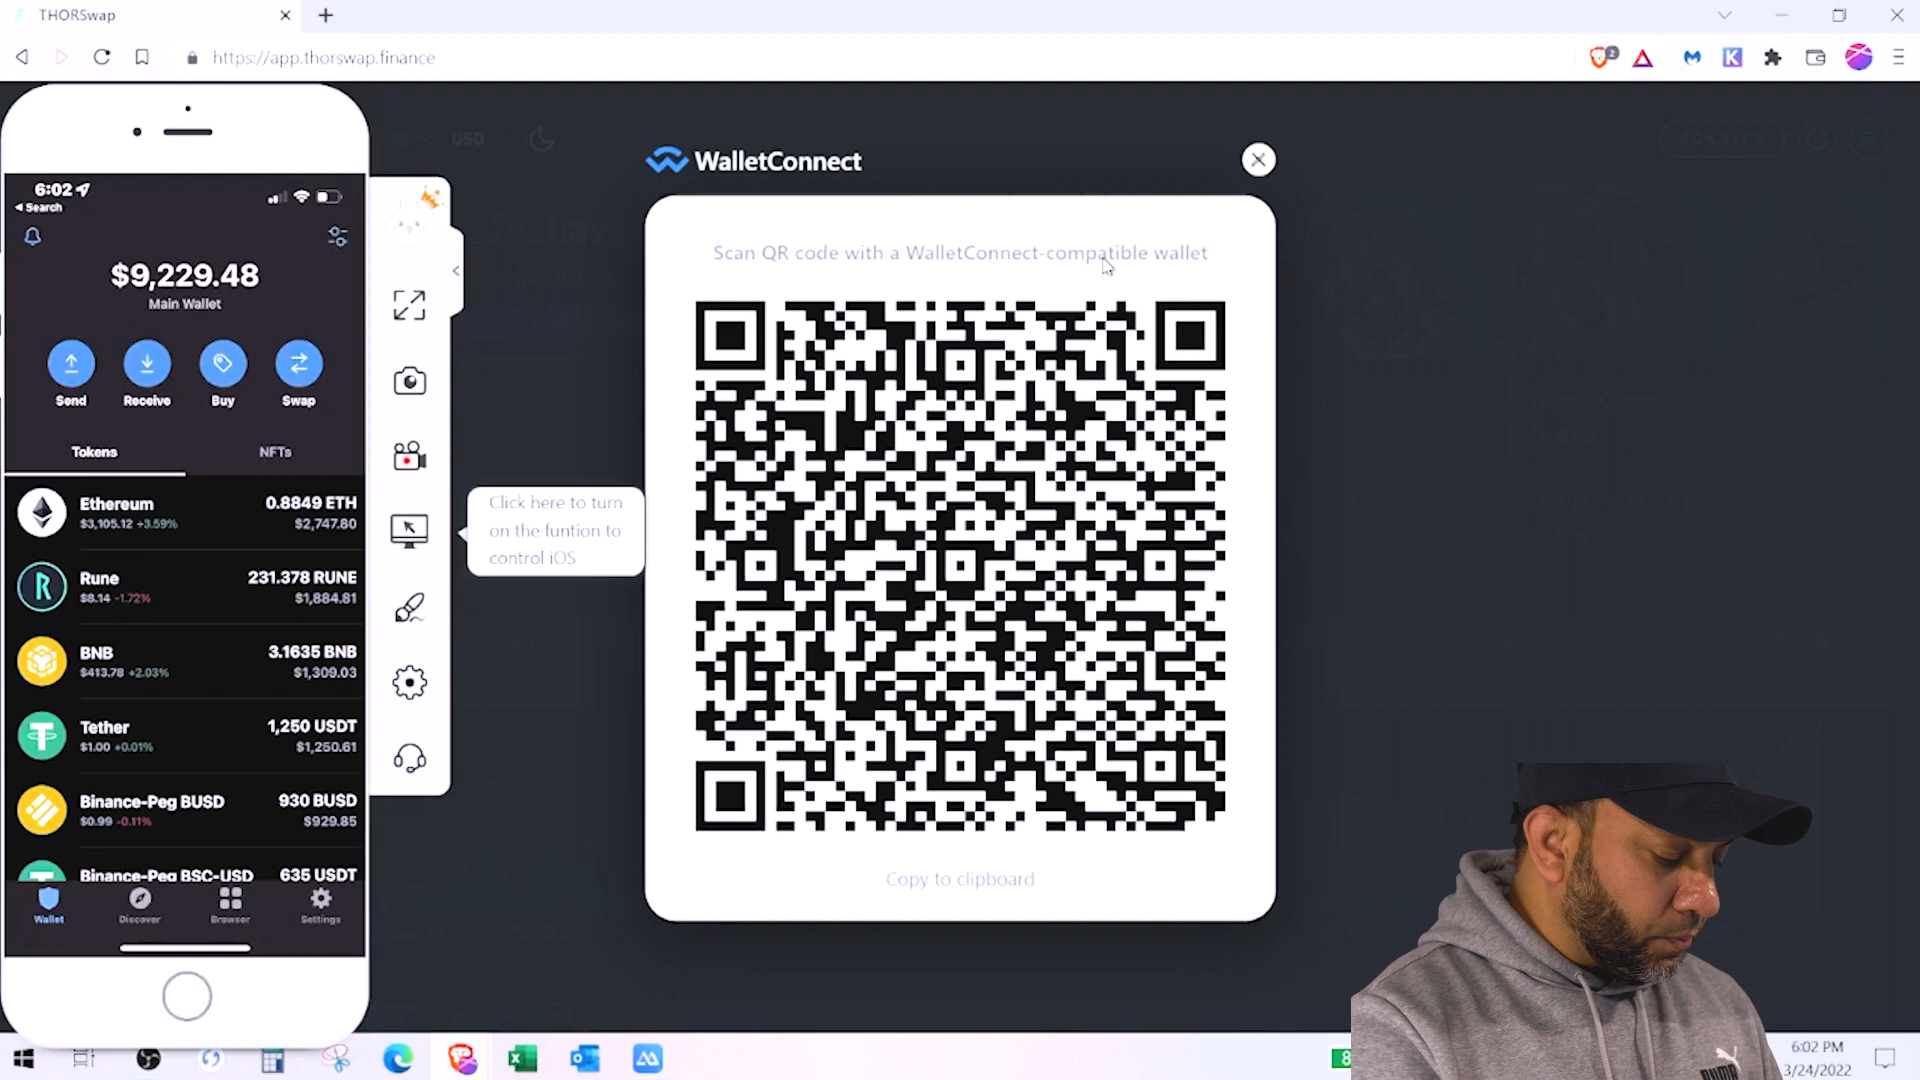 THORSwap
https://app.thorswap.finance
2
6:02
Search
$9,229.48
Main Wallet
Send
Receive
Buy
Swap
Tokens
NFTs
Ethereum
0.8849 ETH
$3,105.12 +3.59%
$2,747.80
Rune
231.378 RUNE
$8.14 -1.72%
$1,884.81
BNB
3.1635 BNB
$413.78 +2.03%
$1,309.03
Tether
1,250 USDT
$1.00 +0.01%
$1,250.61
Binance-Peg BUSD
930 BUSD
$0.99 -0.11%
$929.85
Binance-Peg BSC-USD
635 USDT
Wallet
Discover
Browser
Settings
USD
Click here to turn
on the funtion to
control iOS
WalletConnect
Scan QR code with a WalletConnect-compatible wallet
Copy to clipboard
CONNECT
8
6:02 PM
3/24/2022